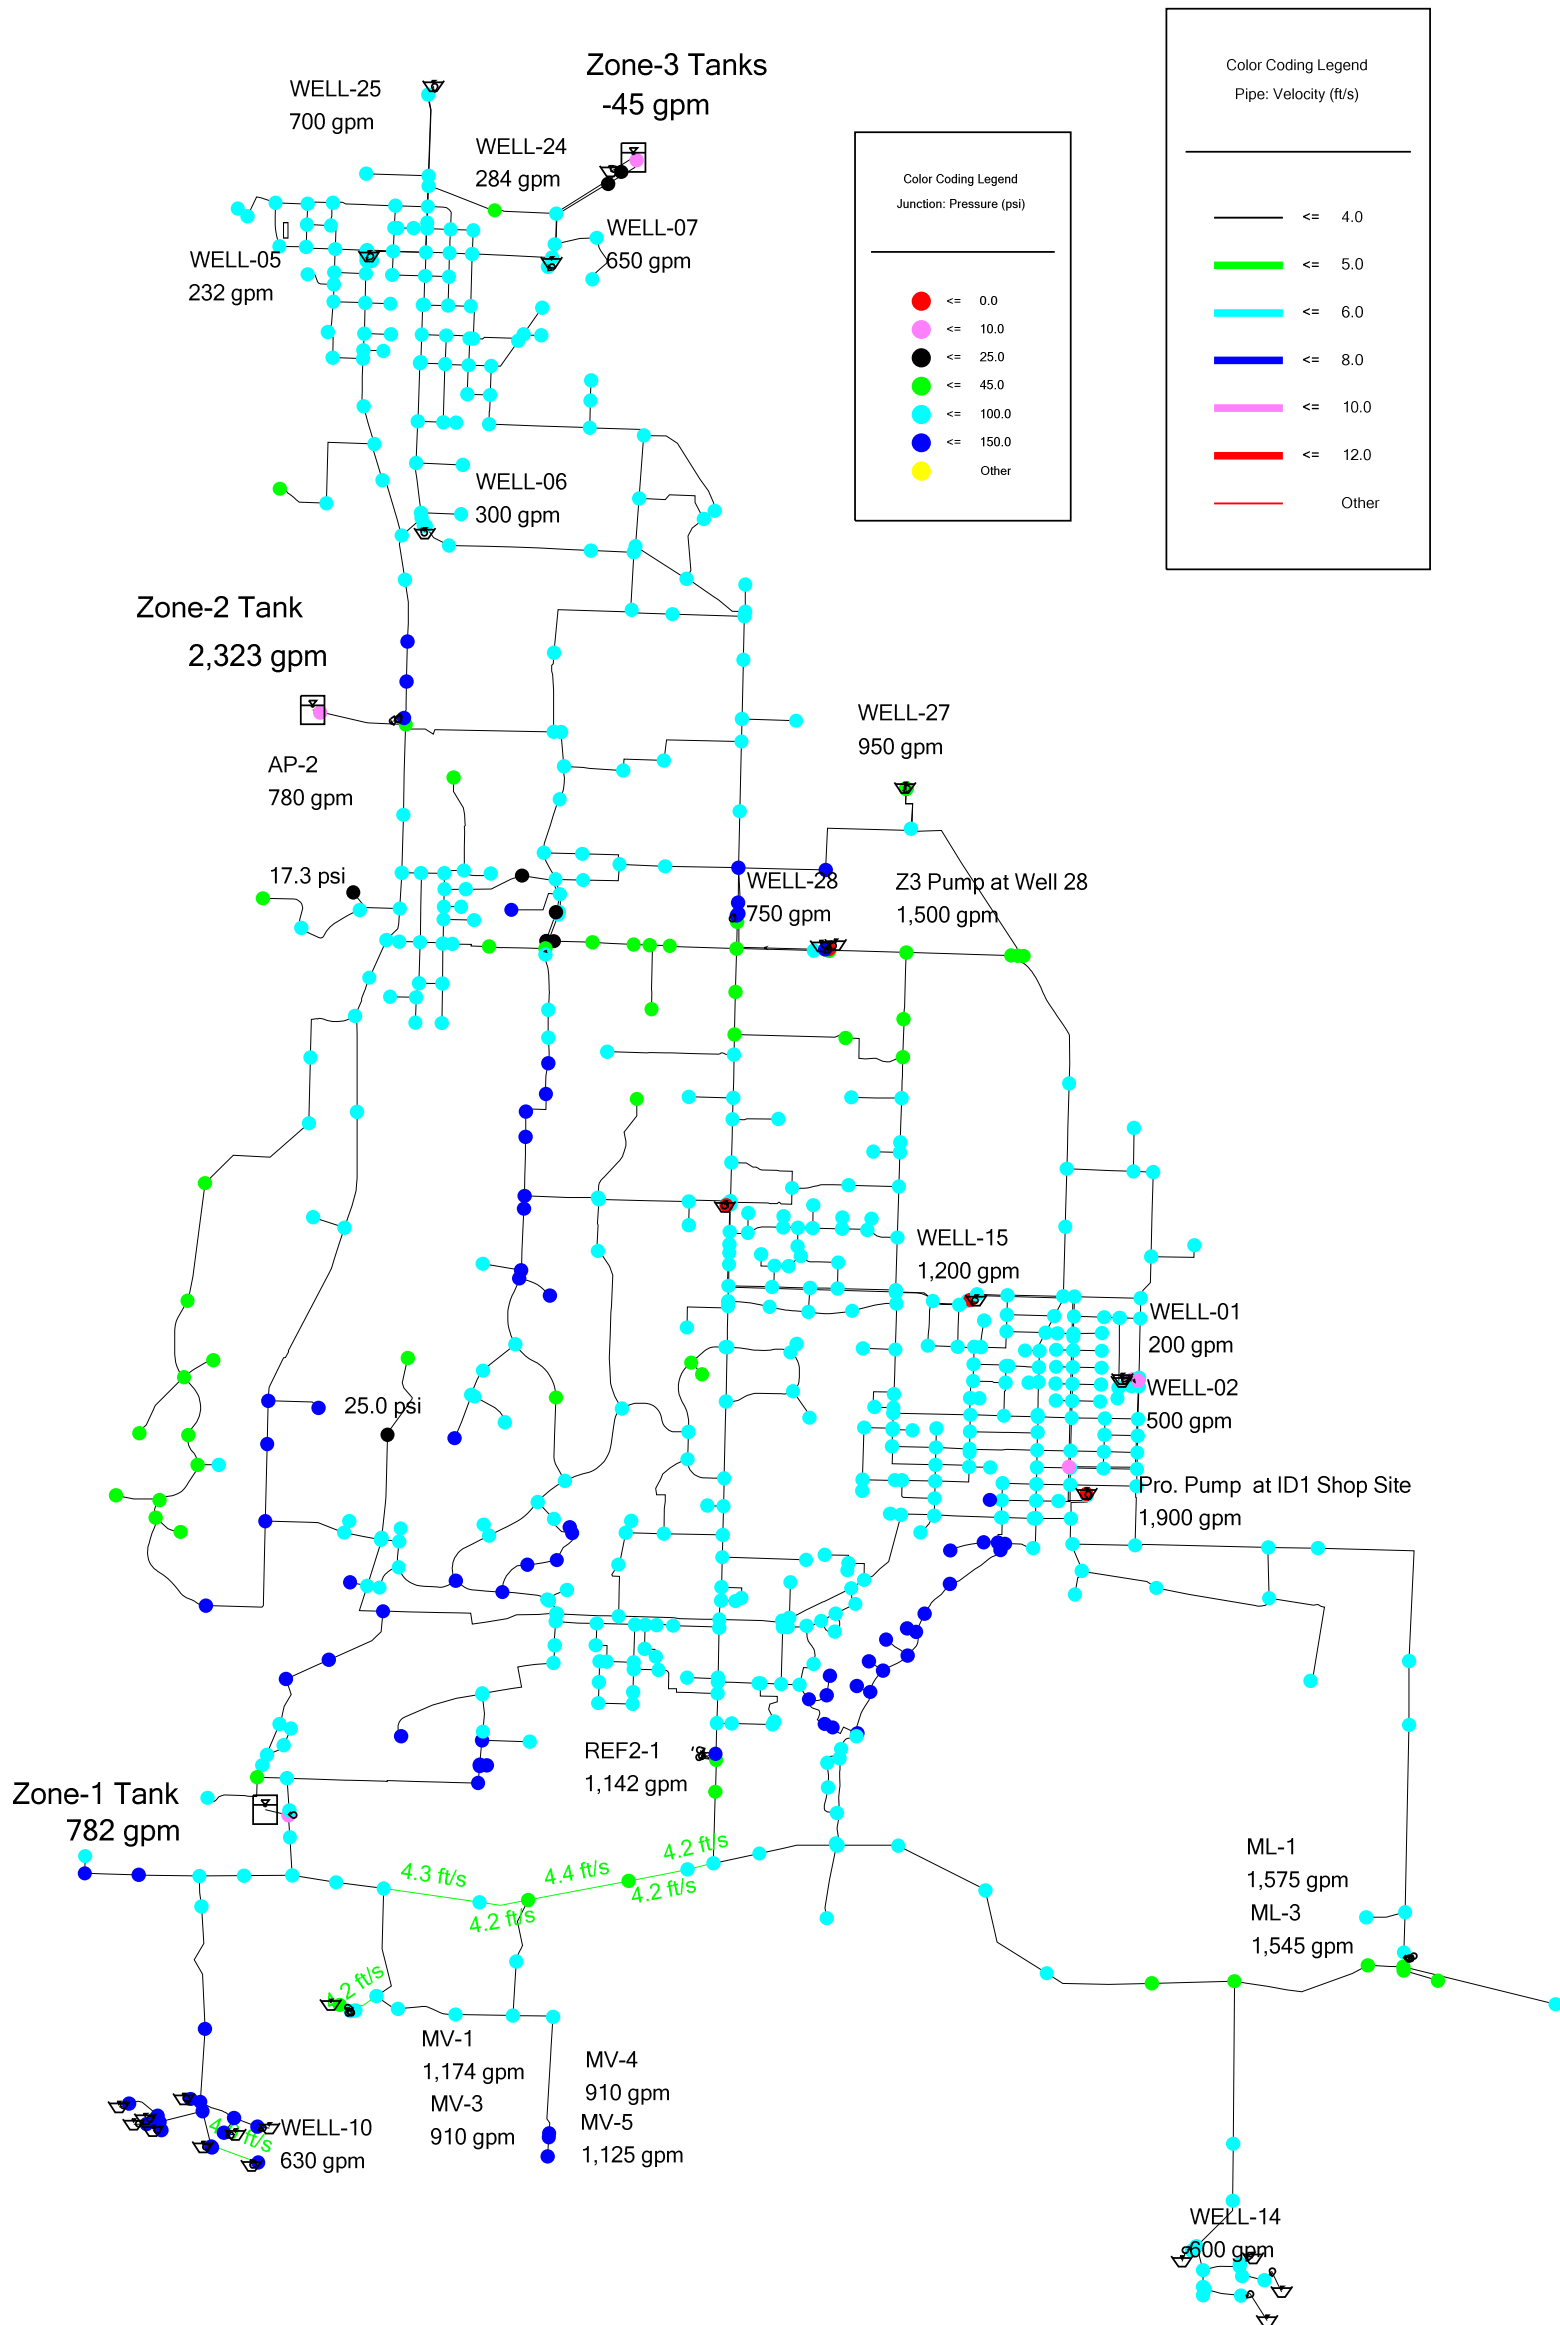 Zone-3 Tanks
-45 gpm
WELL-25
700 gpm
WELL-24
284 gpm
WELL-07
650 gpm
WELL-05
232 gpm
WELL-06
300 gpm
Color Coding Legend
Junction: Pressure (psi)
<= 0.0
<= 10.0
<= 25.0
<= 45.0
<= 100.0
<= 150.0
Other
Color Coding Legend
Pipe: Velocity (ft/s)
<= 4.0
<= 5.0
<= 6.0
<= 8.0
<= 10.0
<= 12.0
Other
Zone-2 Tank
2,323 gpm
AP-2
780 gpm
WELL-27
950 gpm
17.3 psi
WELL-28
750 gpm
Z3 Pump at Well 28
1,500 gpm
WELL-15
1,200 gpm
WELL-01
200 gpm
WELL-02
500 gpm
25.0 psi
Pro. Pump at ID1 Shop Site
1,900 gpm
REF2-1
1,142 gpm
Zone-1 Tank
782 gpm
4.3 ft/s
4.4 ft/s
4.2 ft/s
4.2 ft/s
4.2 ft/s
4.2 ft/s
ML-1
1,575 gpm
ML-3
1,545 gpm
MV-1
1,174 gpm
MV-3
910 gpm
MV-4
910 gpm
MV-5
1,125 gpm
WELL-10
630 gpm
WELL-14
600 gpm